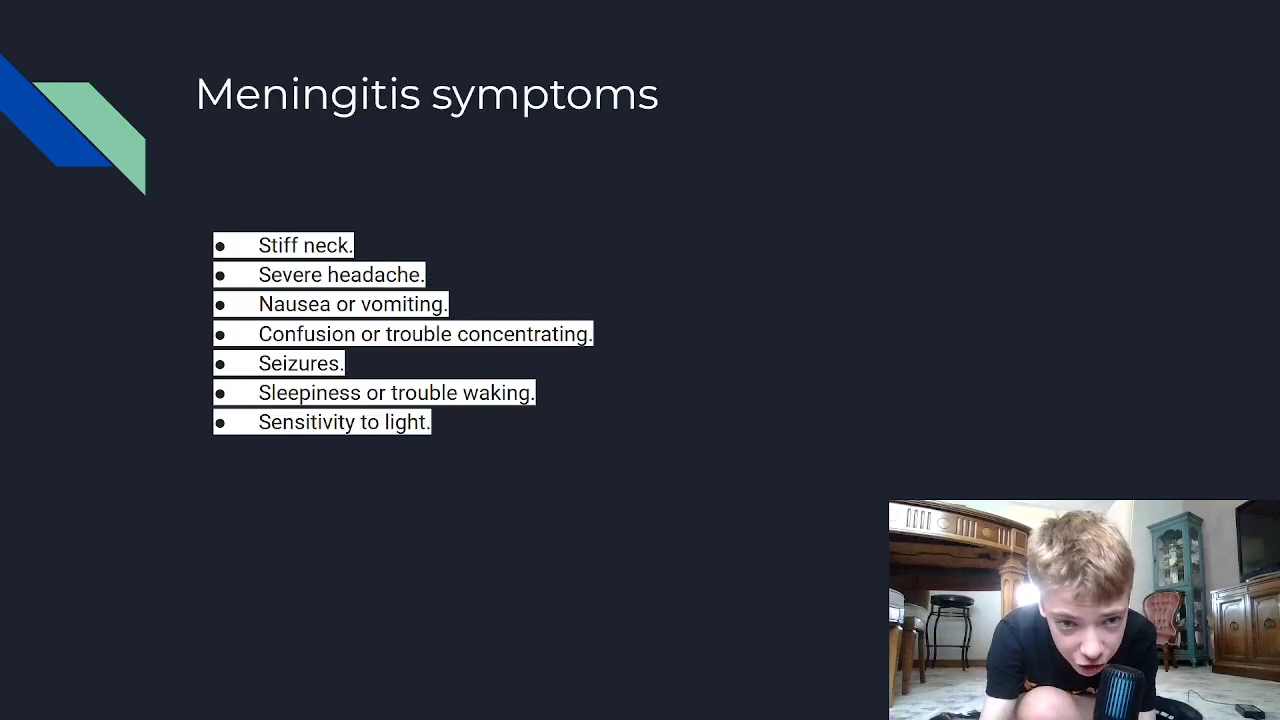 Meningitis symptoms
● Stiff neck.
● Severe headache.
● Nausea or vomiting.
● Confusion or trouble concentrating.
● Seizures.
● Sleepiness or trouble waking.
● Sensitivity to light.